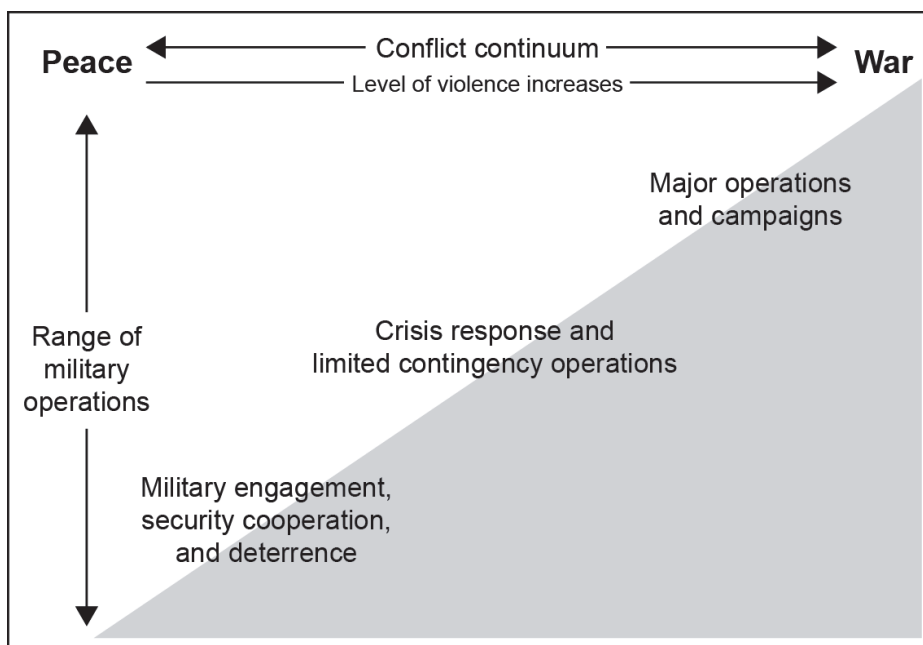 Peace
Conflict continuum
War
Level of violence increases
Major operations
and campaigns
Range of
military
operations
Crisis response and
limited contingency operations
Military engagement,
security cooperation,
and deterrence